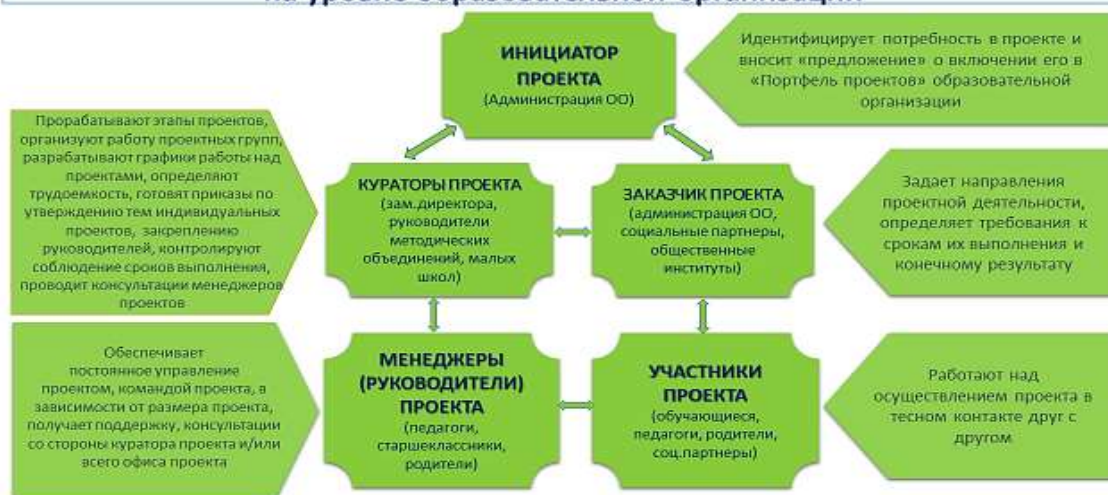 на уровне образовательной организации
ИНИЦИАТОР
ПРОЕКТА
(Администрация ОО)
Идентифицирует потребность в проекте и
вносит «предложение» о включении его в
«Портфель проектов» образовательной
организации
Прорабатывают этапы проектов,
организуют работу проектных групп,
разрабатывают графики работы над
проектами, определяют
трудоемкость, готовят приказы по
утверждению тем индивидуальных
проектов, закреплению
руководителей, контролируют
соблюдение сроков выполнения,
проводит консультации менеджеров
проектов
КУРАТОРЫ ПРОЕКТА
(зам.директора,
руководители
методических
объединений, малых
школ)
ЗАКАЗЧИК ПРОЕКТА
(администрация ОО,
социальные партнеры,
общественные
институты)
Задает направления
проектной деятельности,
определяет требования к
срокам их выполнения и
конечному результату
Обеспечивает
постоянное управление
проектом, командой проекта, в
зависимости от размера проекта,
получает поддержку, консультации
со стороны куратора проекта и/или
всего офиса проекта
МЕНЕДЖЕРЫ
(РУКОВОДИТЕЛИ)
ПРОЕКТА
(педагоги,
старшеклассники,
родители)
УЧАСТНИКИ
ПРОЕКТА
(обучающиеся,
педагоги, родители,
соц.партнеры)
Работают над
осуществлением проекта в
тесном контакте друг с
другом